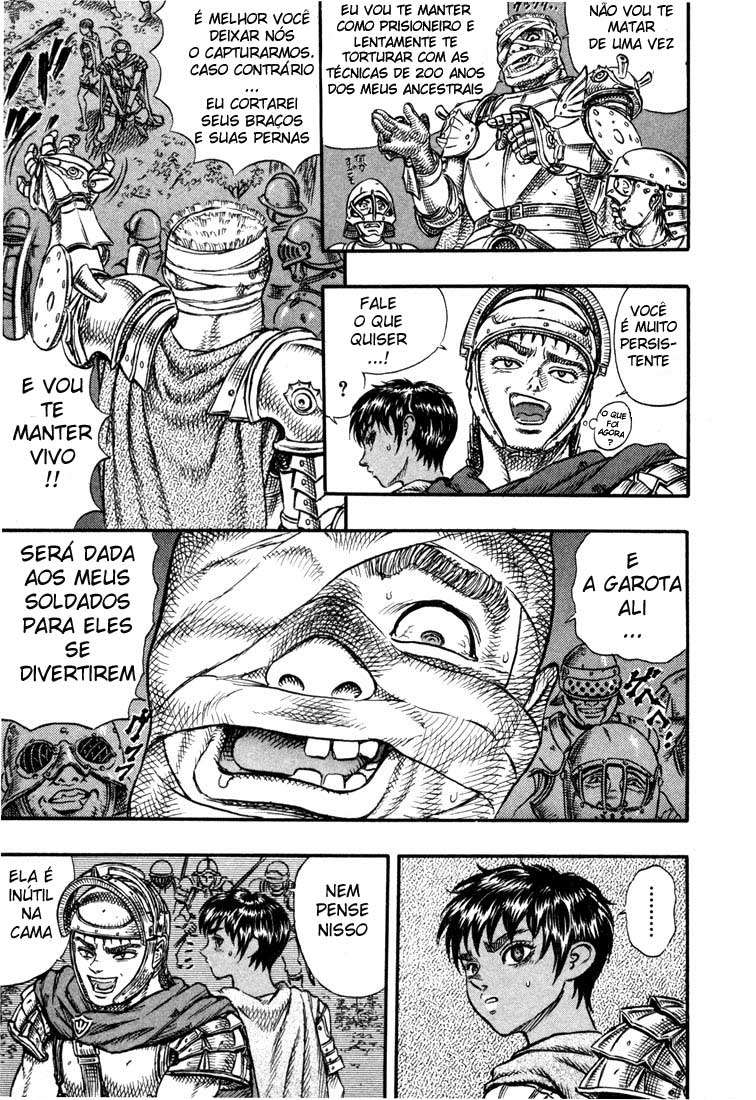 NÃO VOU TE
MATAR
DE UMA VEZ
EU VOU TE MANTER
COMO PRISIONEIRO E
LENTAMENTE TE
TORTURAR COM AS
TÉCNICAS DE 200 ANOS
DOS MEUS ANCESTRAIS
É MELHOR VOCÊ
DEIXAR NÓS
O CAPTURARMOS.
CASO CONTRÁRIO
...
EU CORTAREI
SEUS BRAÇOS
E SUAS PERNAS
E VOU
TE
MANTER
VIVO
!!
VOCÊ
É MUITO
PERSIS-
TENTE
O QUE
FOI
AGORA
?
FALE
O QUE
QUISER
...!
?
E
A GAROTA
ALI
...
SERÁ DADA
AOS MEUS
SOLDADOS
PARA ELES
SE
DIVERTIREM
........
NEM
PENSE
NISSO
ELA É
INÚTIL
NA
CAMA